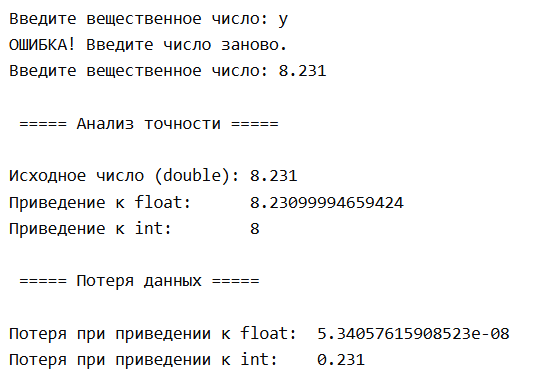 Введите вещественное число: y
ОШИБКА! Введите число заново.
Введите вещественное число: 8.231
===== Анализ точности =====
Исходное число (double): 8.231
Приведение к float: 8.23099994659424
Приведение к int: 8
===== Потеря данных =====
Потеря при приведении к float: 5.34057615908523e-08
Потеря при приведении к int: 0.231